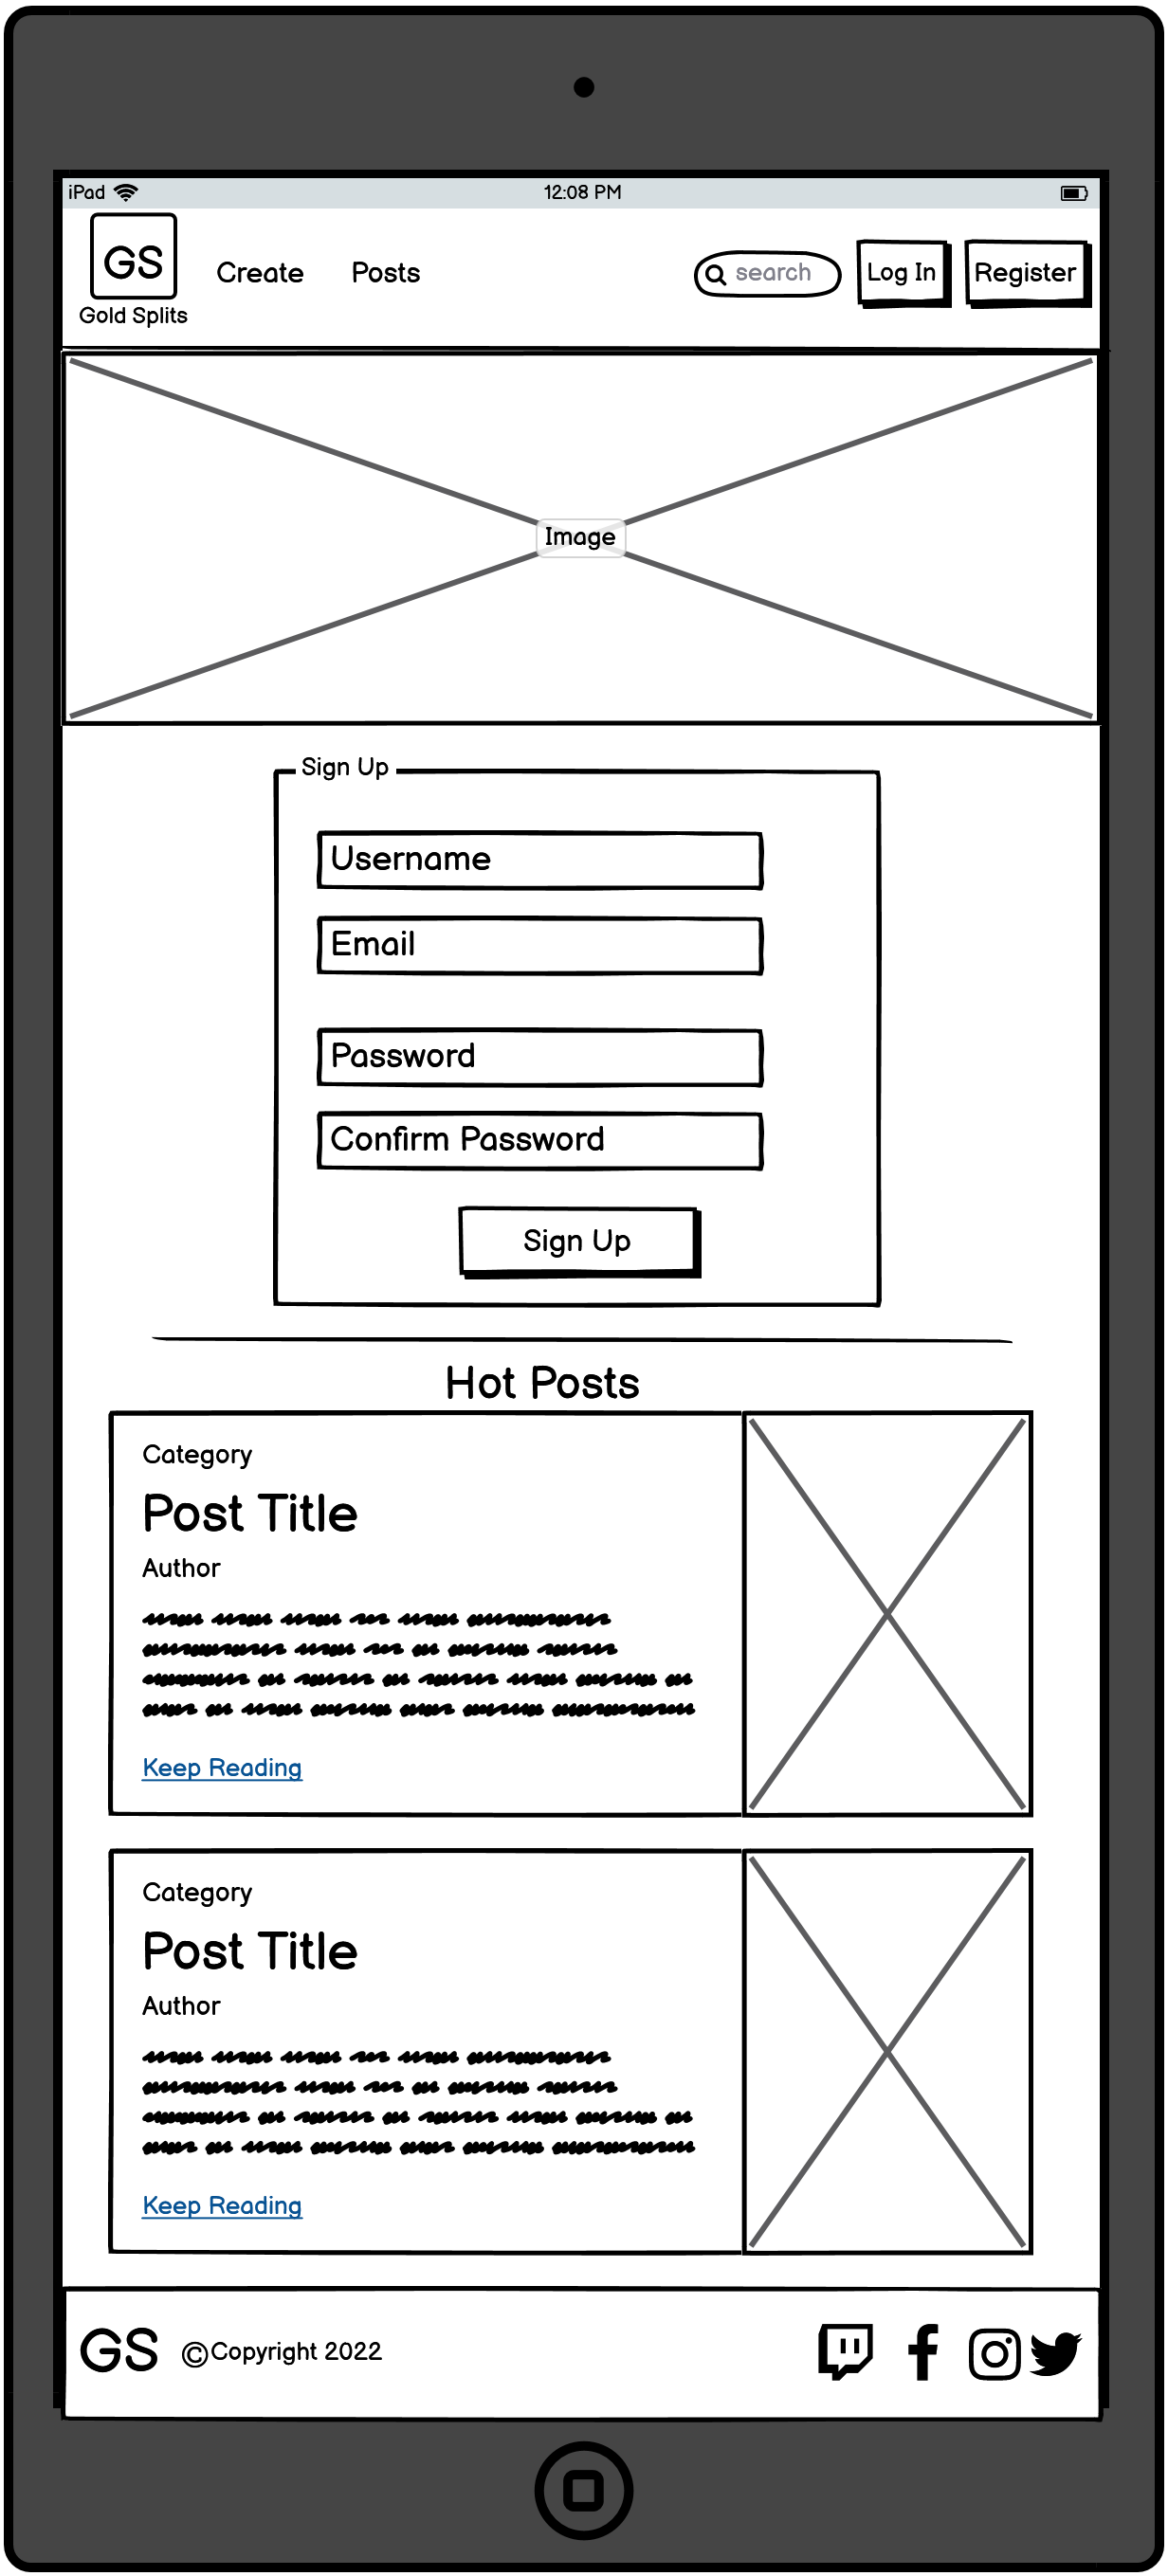 iPad 12:08 PM
GS
Gold Splits
Create Posts search Log In Register
Image
Sign Up
Username
Email
Password
Confirm Password
Sign Up
Hot Posts
Category
Post Title
Author
Keep Reading
Category
Post Title
Author
Keep Reading
GS ©Copyright 2022